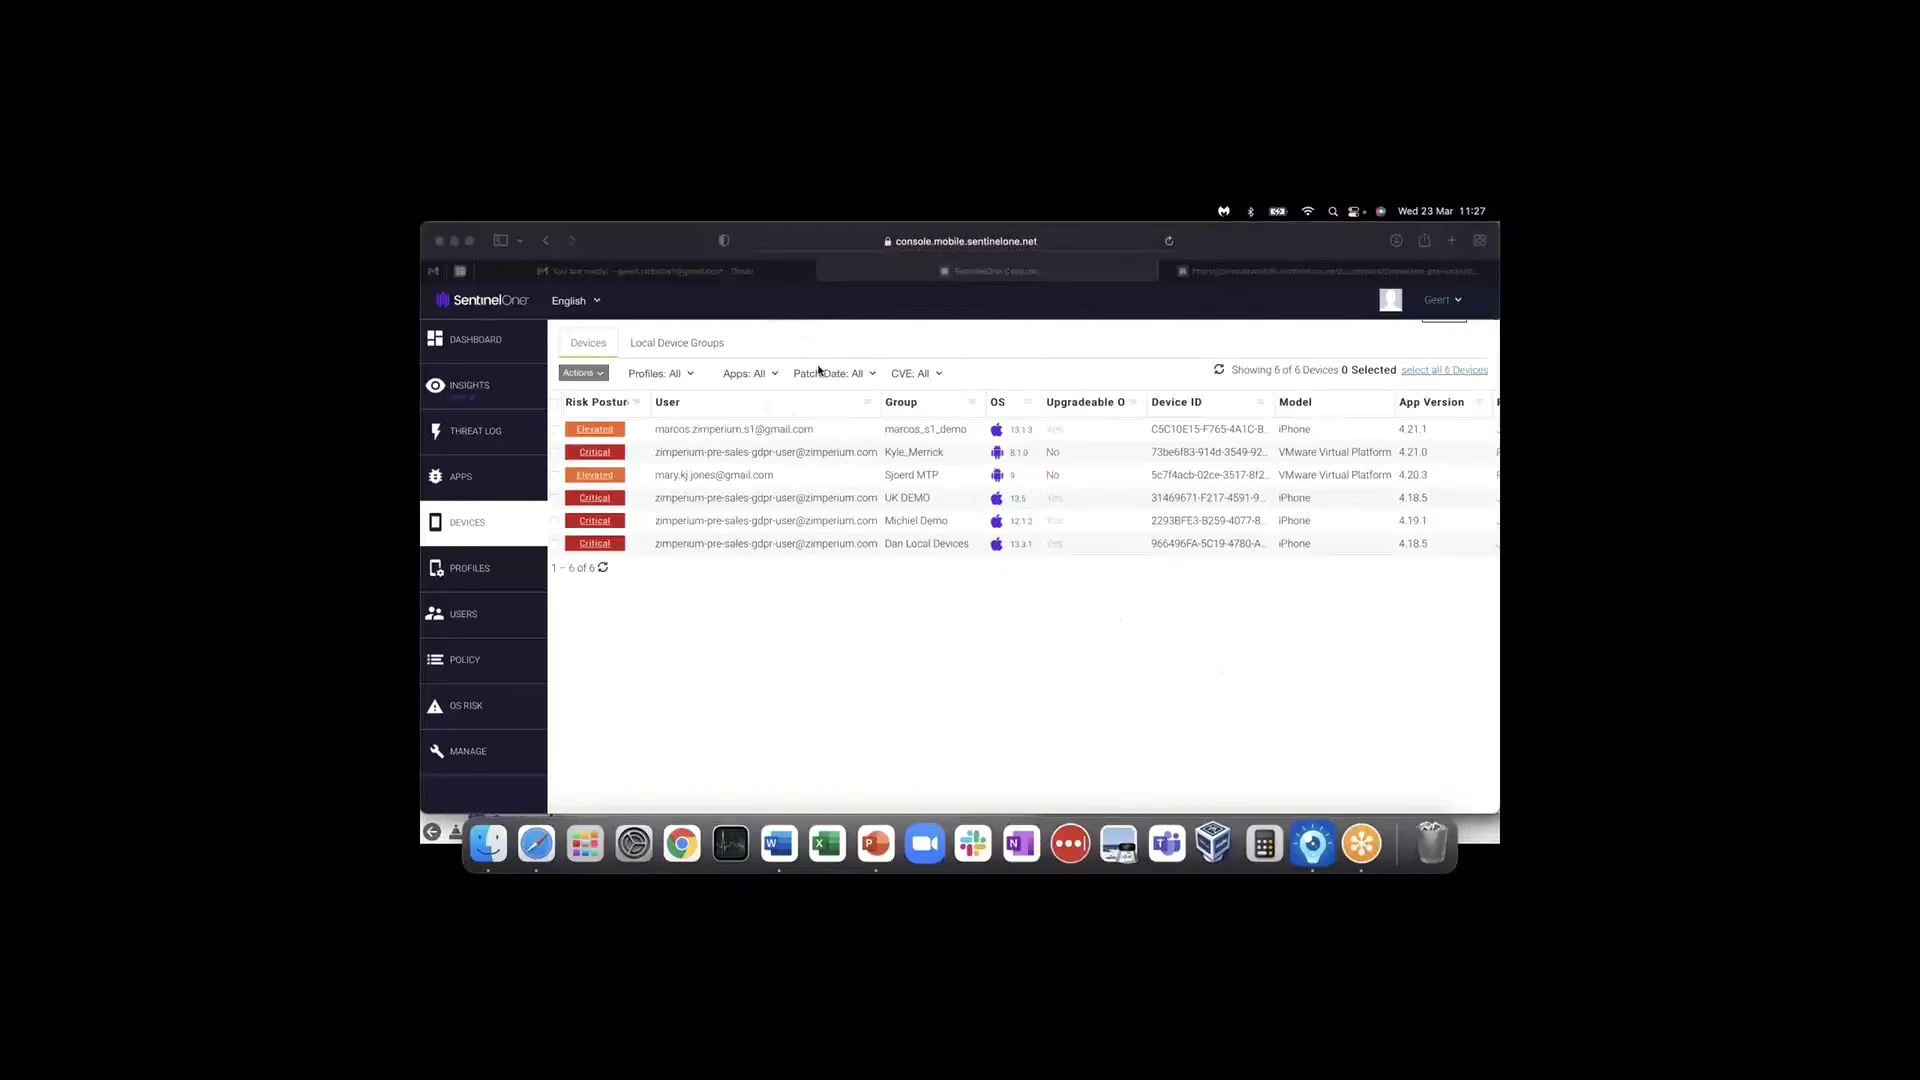 Wed 23 Mar 11:27
console.mobile.sentinelone.net
SentinelOne Console
SentinelOne English Geert
DASHBOARD
INSIGHTS
THREAT LOG
APPS
DEVICES
PROFILES
USERS
POLICY
OS RISK
MANAGE
Devices Local Device Groups
Actions Profiles: All Apps: All Patch Date: All CVE: All Showing 6 of 6 Devices 0 Selected select all 6 Devices
Risk Postur User Group OS Upgradeable O Device ID Model App Version
Elevated marcos.zimperium.s1@gmail.com marcos_s1_demo 13.1.3 Yes C5C10E15-F765-4A1C-B... iPhone 4.21.1
Critical zimperium-pre-sales-gdpr-user@zimperium.com Kyle_Merrick 8.1.0 No 73be6f83-914d-3549-92... VMware Virtual Platform 4.21.0
Elevated mary.kj.jones@gmail.com Sjoerd MTP 9 No 5c7f4acb-02ce-3517-8f2... VMware Virtual Platform 4.20.3
Critical zimperium-pre-sales-gdpr-user@zimperium.com UK DEMO 13.5 Yes 31469671-F217-4591-9... iPhone 4.18.5
Critical zimperium-pre-sales-gdpr-user@zimperium.com Michiel Demo 12.1.2 Yes 2293BFE3-B259-4077-8... iPhone 4.19.1
Critical zimperium-pre-sales-gdpr-user@zimperium.com Dan Local Devices 13.3.1 Yes 966496FA-5C19-4780-A... iPhone 4.18.5
1 – 6 of 6